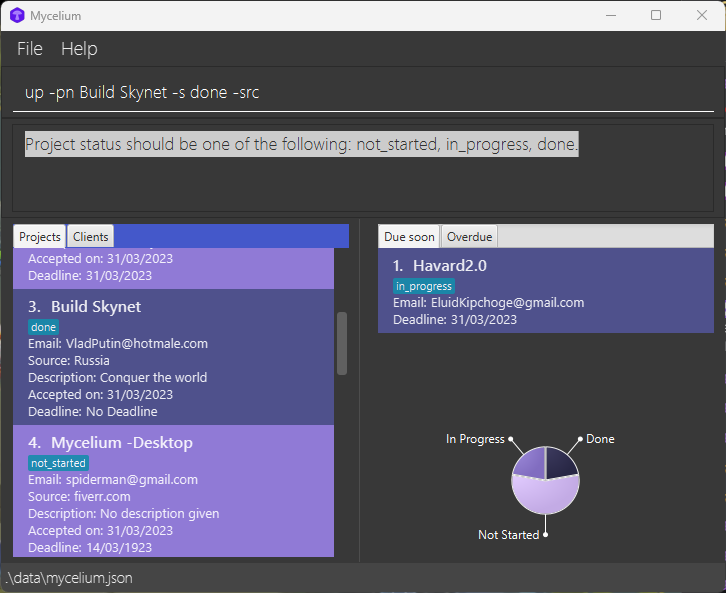 Mycelium
File Help
up -pn Build Skynet -s done -src
Project status should be one of the following: not_started, in_progress, done.
Projects Clients
Accepted on: 31/03/2023
Deadline: 31/03/2023
3. Build Skynet
done
Email: VladPutin@hotmale.com
Source: Russia
Description: Conquer the world
Accepted on: 31/03/2023
Deadline: No Deadline
4. Mycelium -Desktop
not_started
Email: spiderman@gmail.com
Source: fiverr.com
Description: No description given
Accepted on: 31/03/2023
Deadline: 14/03/1923
Due soon Overdue
1. Havard2.0
in_progress
Email: EluidKipchoge@gmail.com
Deadline: 31/03/2023
In Progress
Done
Not Started
.\data\mycelium.json